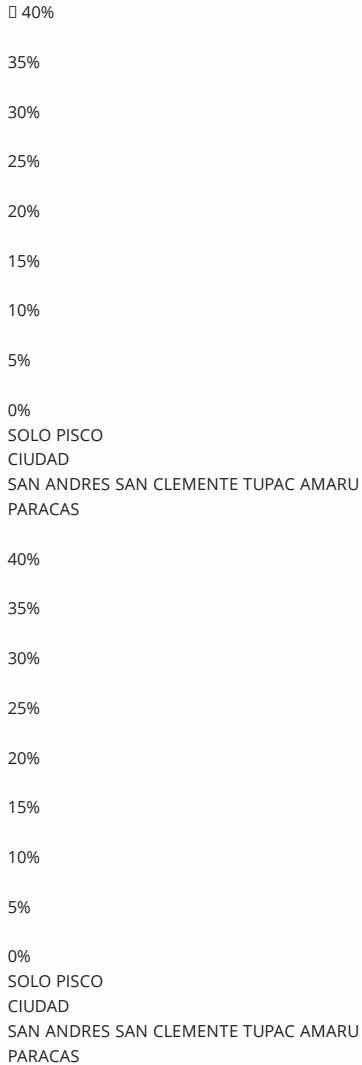 40%
35%
30%
25%
20%
15%
10%
5%
0%
SOLO PISCO
CIUDAD
SAN ANDRES SAN CLEMENTE TUPAC AMARU
PARACAS
40%
35%
30%
25%
20%
15%
10%
5%
0%
SOLO PISCO
CIUDAD
SAN ANDRES SAN CLEMENTE TUPAC AMARU
PARACAS